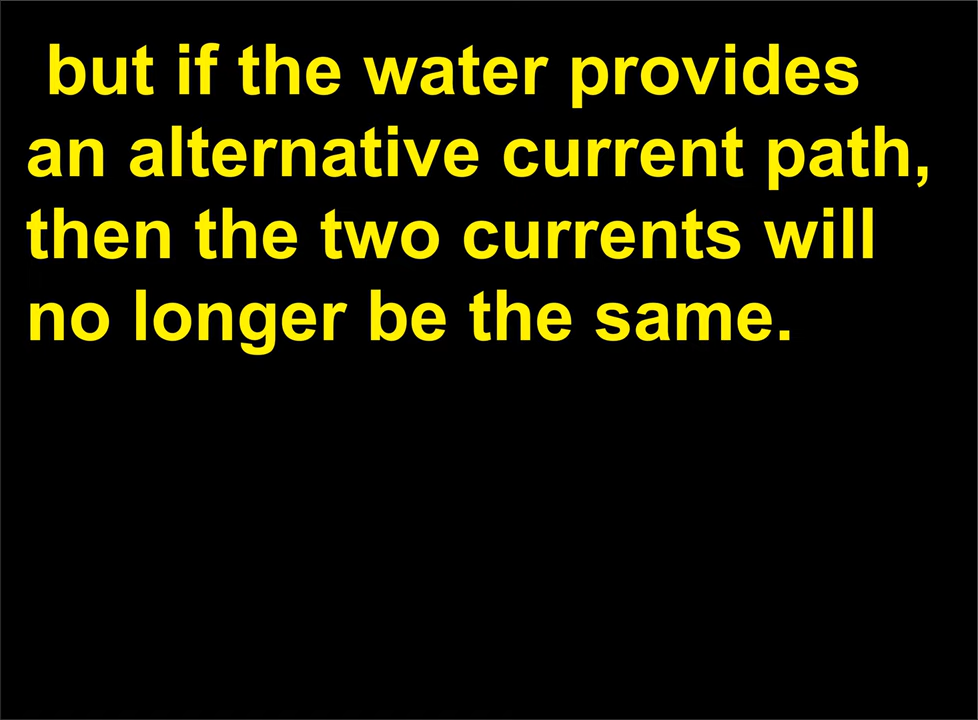 but if the water provides
an alternative current path,
then the two currents will
no longer be the same.